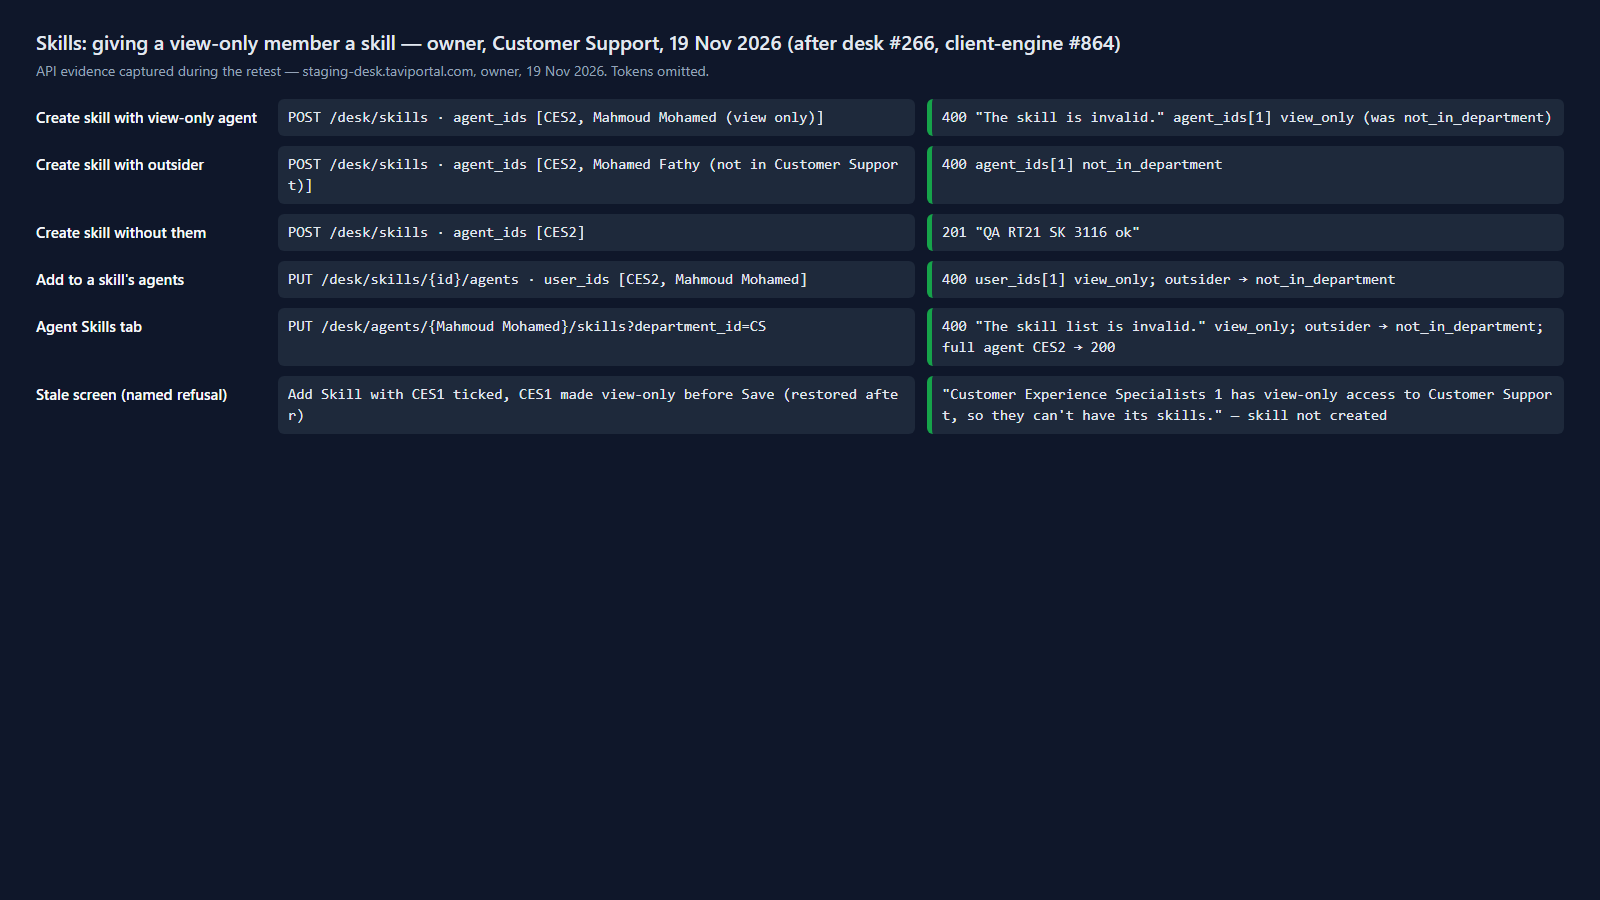 Skills: giving a view-only member a skill — owner, Customer Support, 19 Nov 2026 (after desk #266, client-engine #864)
API evidence captured during the retest — staging-desk.taviportal.com, owner, 19 Nov 2026. Tokens omitted.
Create skill with view-only agent
POST /desk/skills · agent_ids [CES2, Mahmoud Mohamed (view only)]
400 "The skill is invalid." agent_ids[1] view_only (was not_in_department)
Create skill with outsider
POST /desk/skills · agent_ids [CES2, Mohamed Fathy (not in Customer Suppor
t)]
400 agent_ids[1] not_in_department
Create skill without them
POST /desk/skills · agent_ids [CES2]
201 "QA RT21 SK 3116 ok"
Add to a skill's agents
PUT /desk/skills/{id}/agents · user_ids [CES2, Mahmoud Mohamed]
400 user_ids[1] view_only; outsider → not_in_department
Agent Skills tab
PUT /desk/agents/{Mahmoud Mohamed}/skills?department_id=CS
400 "The skill list is invalid." view_only; outsider → not_in_department;
full agent CES2 → 200
Stale screen (named refusal)
Add Skill with CES1 ticked, CES1 made view-only before Save (restored afte
r)
"Customer Experience Specialists 1 has view-only access to Customer Suppor
t, so they can't have its skills." — skill not created